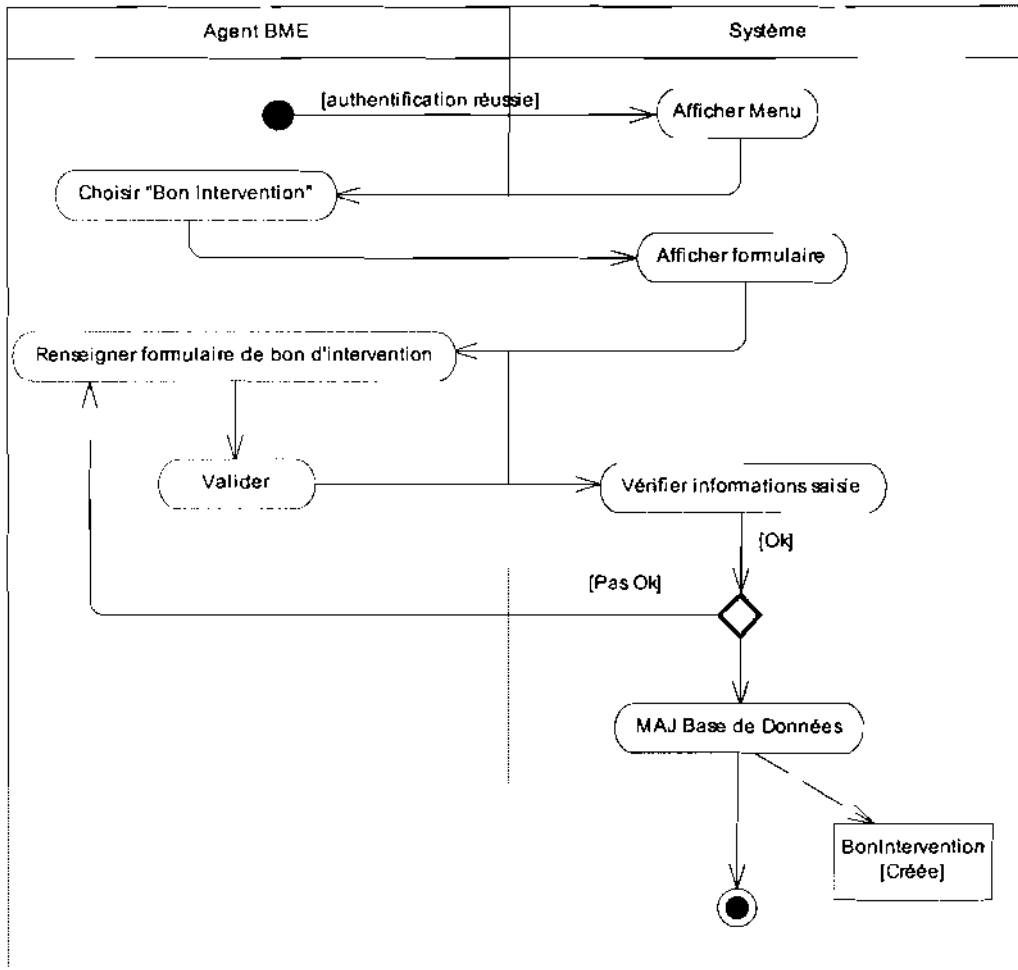 Agent BME
Système
[authentification réussie]
Afficher Menu
Choisir "Bon Intervention"
Afficher formulaire
Renseigner formulaire de bon d'intervention
Valider
Vérifier informations saisie
[Ok]
[Pas Ok]
MAJ Base de Données
BonIntervention
[Créée]